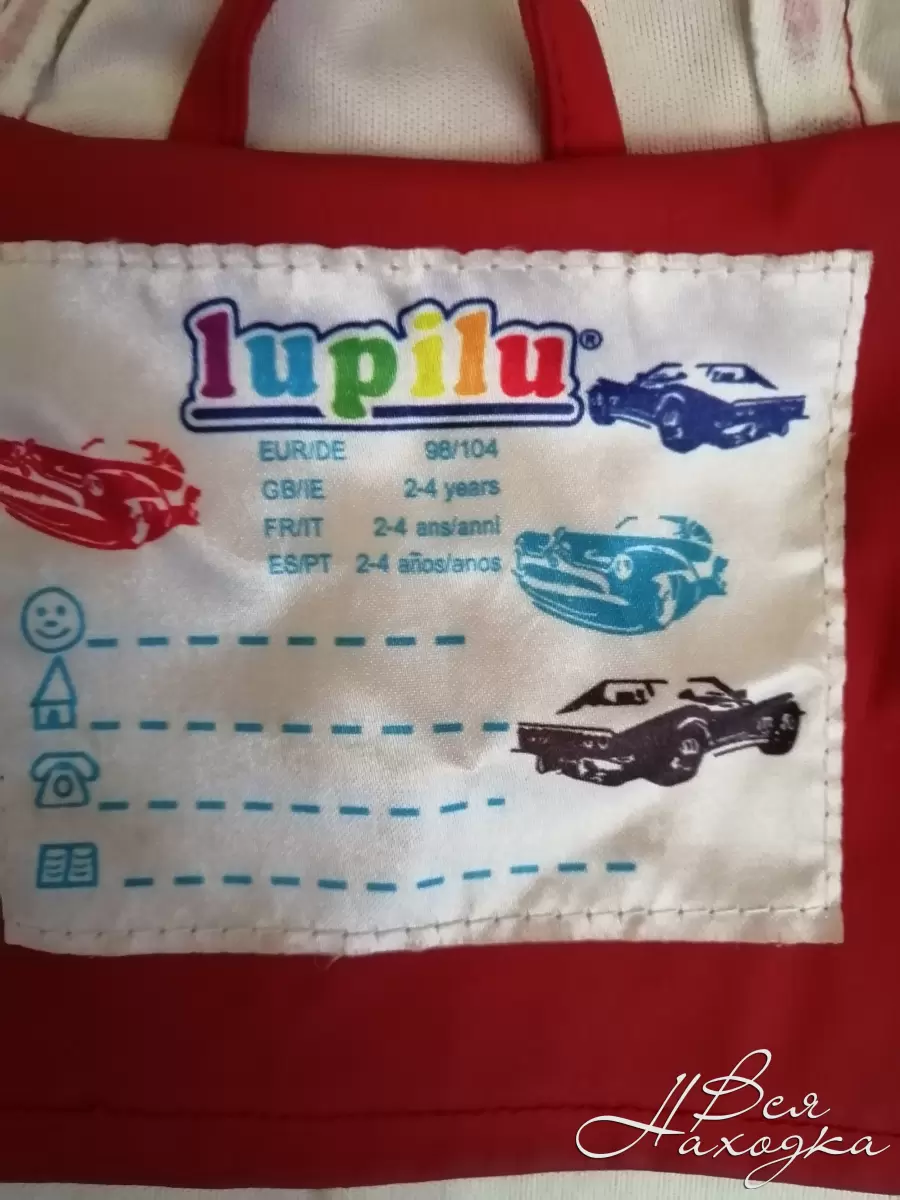 lupilu®
EUR/DE 98/104
GB/IE 2-4 years
FR/IT 2-4 ans/anni
ES/PT 2-4 años/anos
Вся
Находка